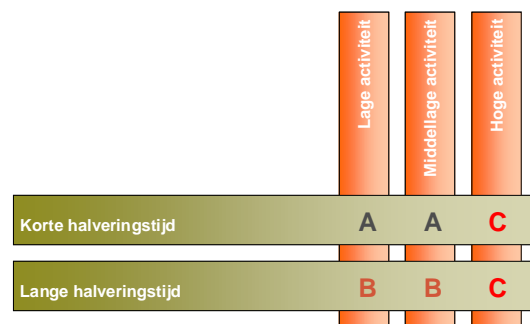 Lage activiteit
Middellage activiteit
Hoge activiteit
Korte halveringstijd A A C
Lange halveringstijd B B C